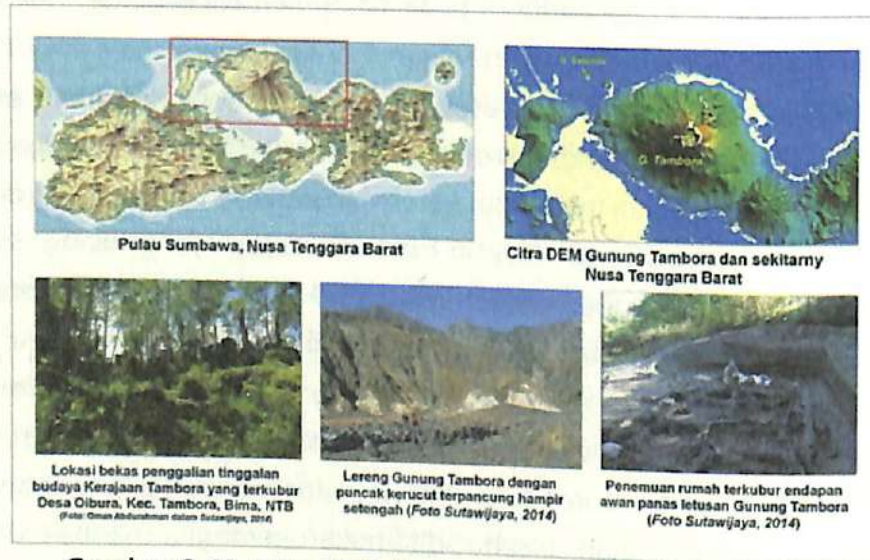 Pulau Sumbawa, Nusa Tenggara Barat
G. Tambora
Citra DEM Gunung Tambora dan sekitarny
Nusa Tenggara Barat
Lokasi bekas penggalian tinggalan
budaya Kerajaan Tambora yang terkubur
Desa Oibura, Kec. Tambora, Bima, NTB
(Foto: Oman Abdurahman dalam Sutawijaya, 2014)
Lereng Gunung Tambora dengan
puncak kerucut terpancung hampir
setengah (Foto Sutawijaya, 2014)
Penemuan rumah terkubur endapan
awan panas letusan Gunung Tambora
(Foto Sutawijaya, 2014)